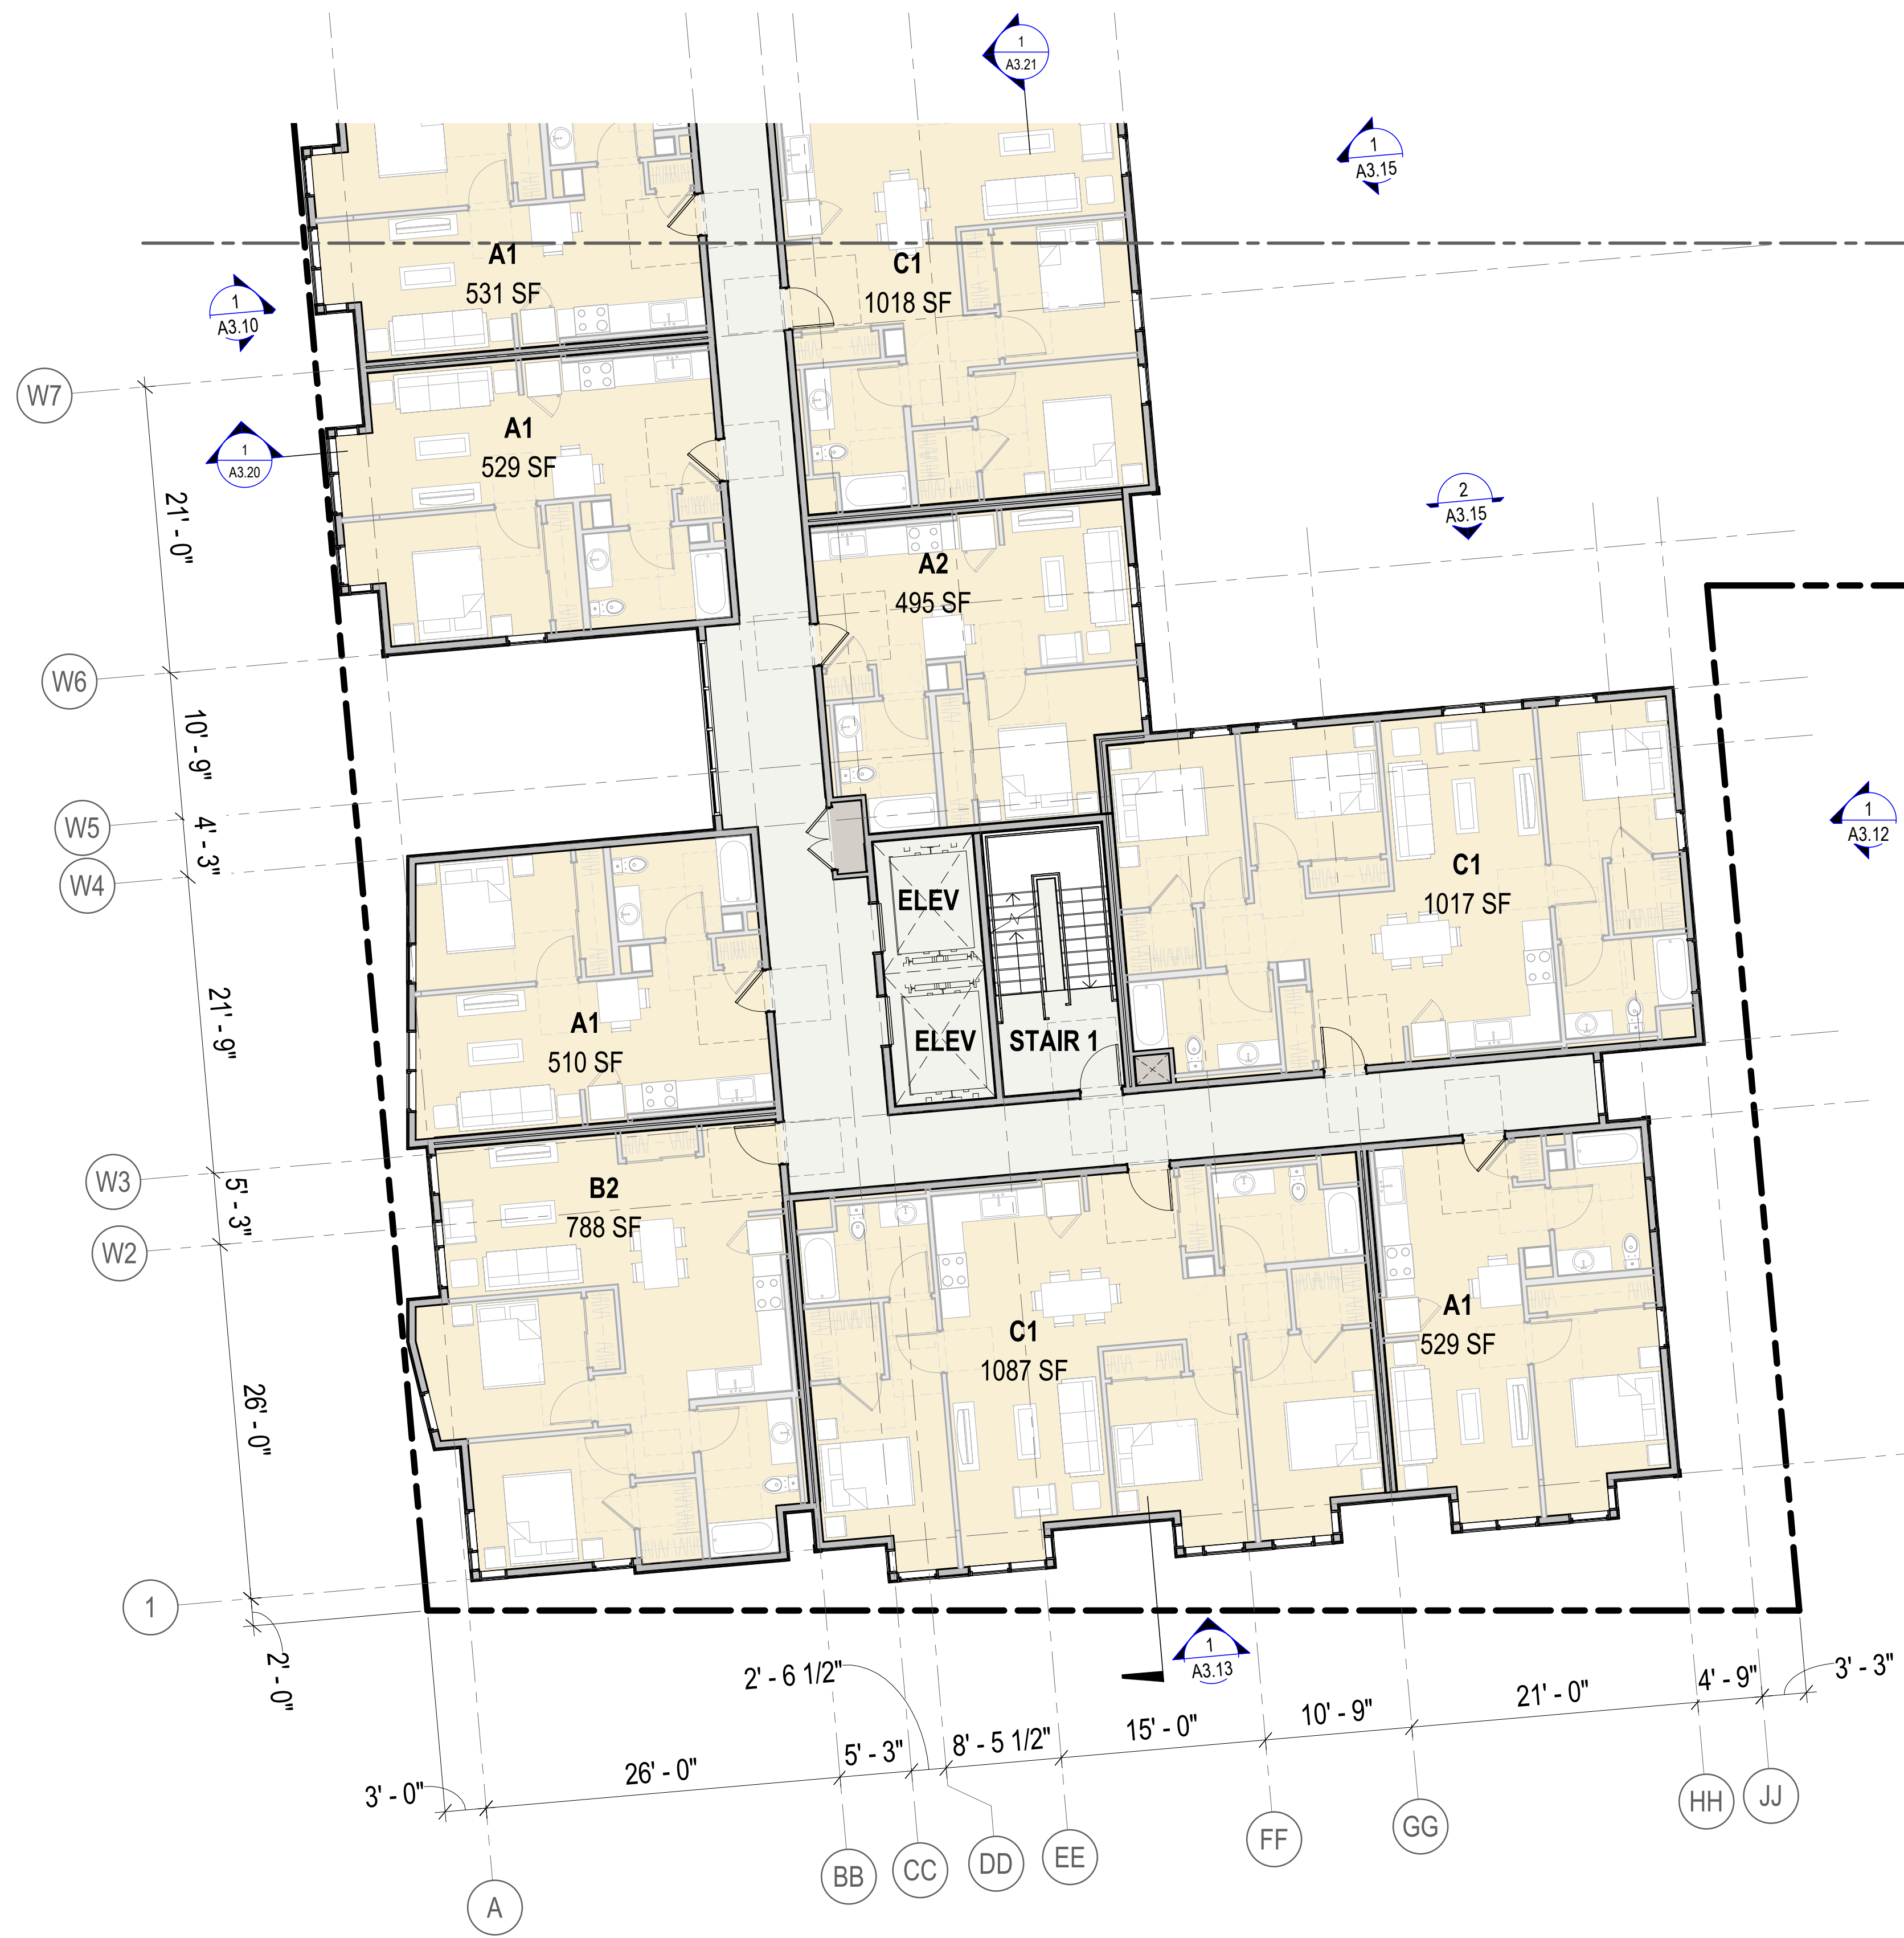 1
A3.21
1
A3.15
A1
531 SF
C1
1018 SF
1
A3.10
W7
A1
529 SF
1
A3.20
2
A3.15
21' - 0"
A2
495 SF
W6
10' - 9"
W5
4' - 3"
W4
1
A3.12
ELEV
C1
1017 SF
A1
510 SF
ELEV
STAIR 1
21' - 9"
W3
5' - 3"
W2
B2
788 SF
C1
1087 SF
A1
529 SF
26' - 0"
1
2' - 0"
1
A3.13
2' - 6 1/2"
3' - 0"
26' - 0"
5' - 3"
8' - 5 1/2"
15' - 0"
10' - 9"
21' - 0"
4' - 9"
3' - 3"
A
BB
CC
DD
EE
FF
GG
HH
JJ